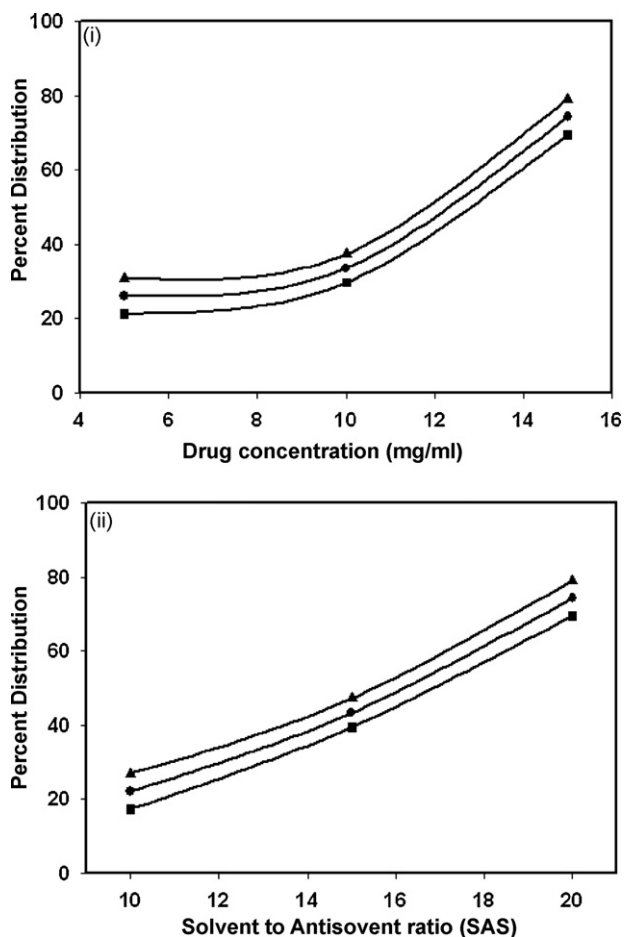 (i)
Percent Distribution
100
80
60
40
20
0
4 6 8 10 12 14 16
Drug concentration (mg/ml)
(ii)
Percent Distribution
100
80
60
40
20
0
10 12 14 16 18 20
Solvent to Antisovent ratio (SAS)